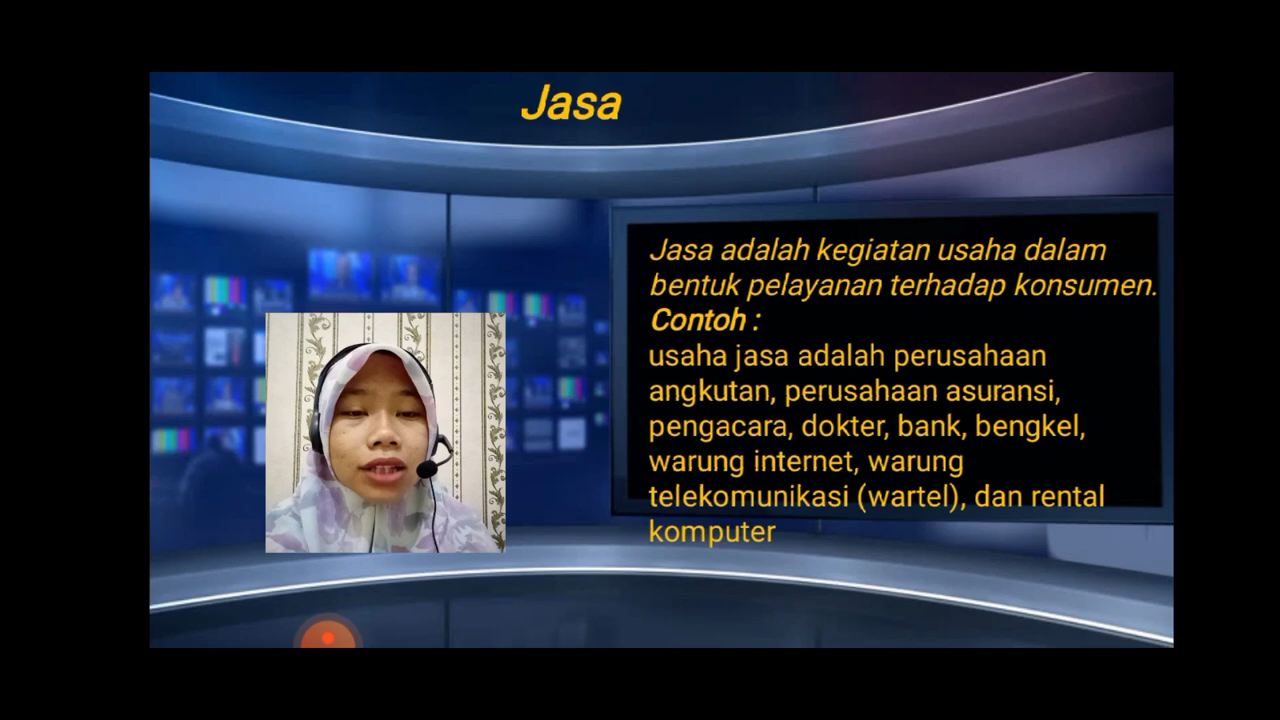 Jasa
Jasa adalah kegiatan usaha dalam
bentuk pelayanan terhadap konsumen.
Contoh :
usaha jasa adalah perusahaan
angkutan, perusahaan asuransi,
pengacara, dokter, bank, bengkel,
warung internet, warung
telekomunikasi (wartel), dan rental
komputer